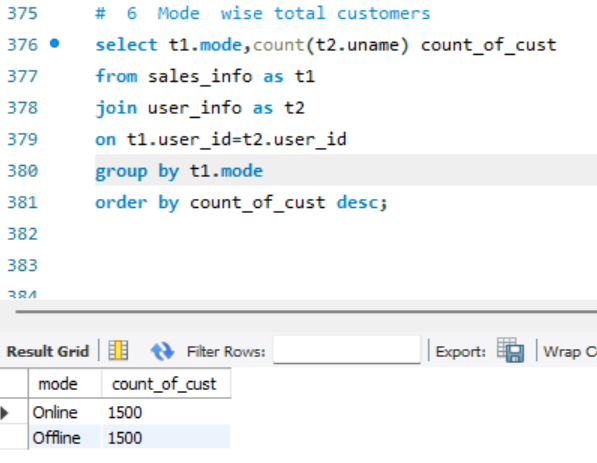 375 # 6 Mode wise total customers
376 select t1.mode,count(t2.uname) count_of_cust
377 from sales_info as t1
378 join user_info as t2
379 on t1.user_id=t2.user_id
380 group by t1.mode
381 order by count_of_cust desc;
382
383
384
Result Grid Filter Rows: Export: Wrap C
mode count_of_cust
Online 1500
Offline 1500